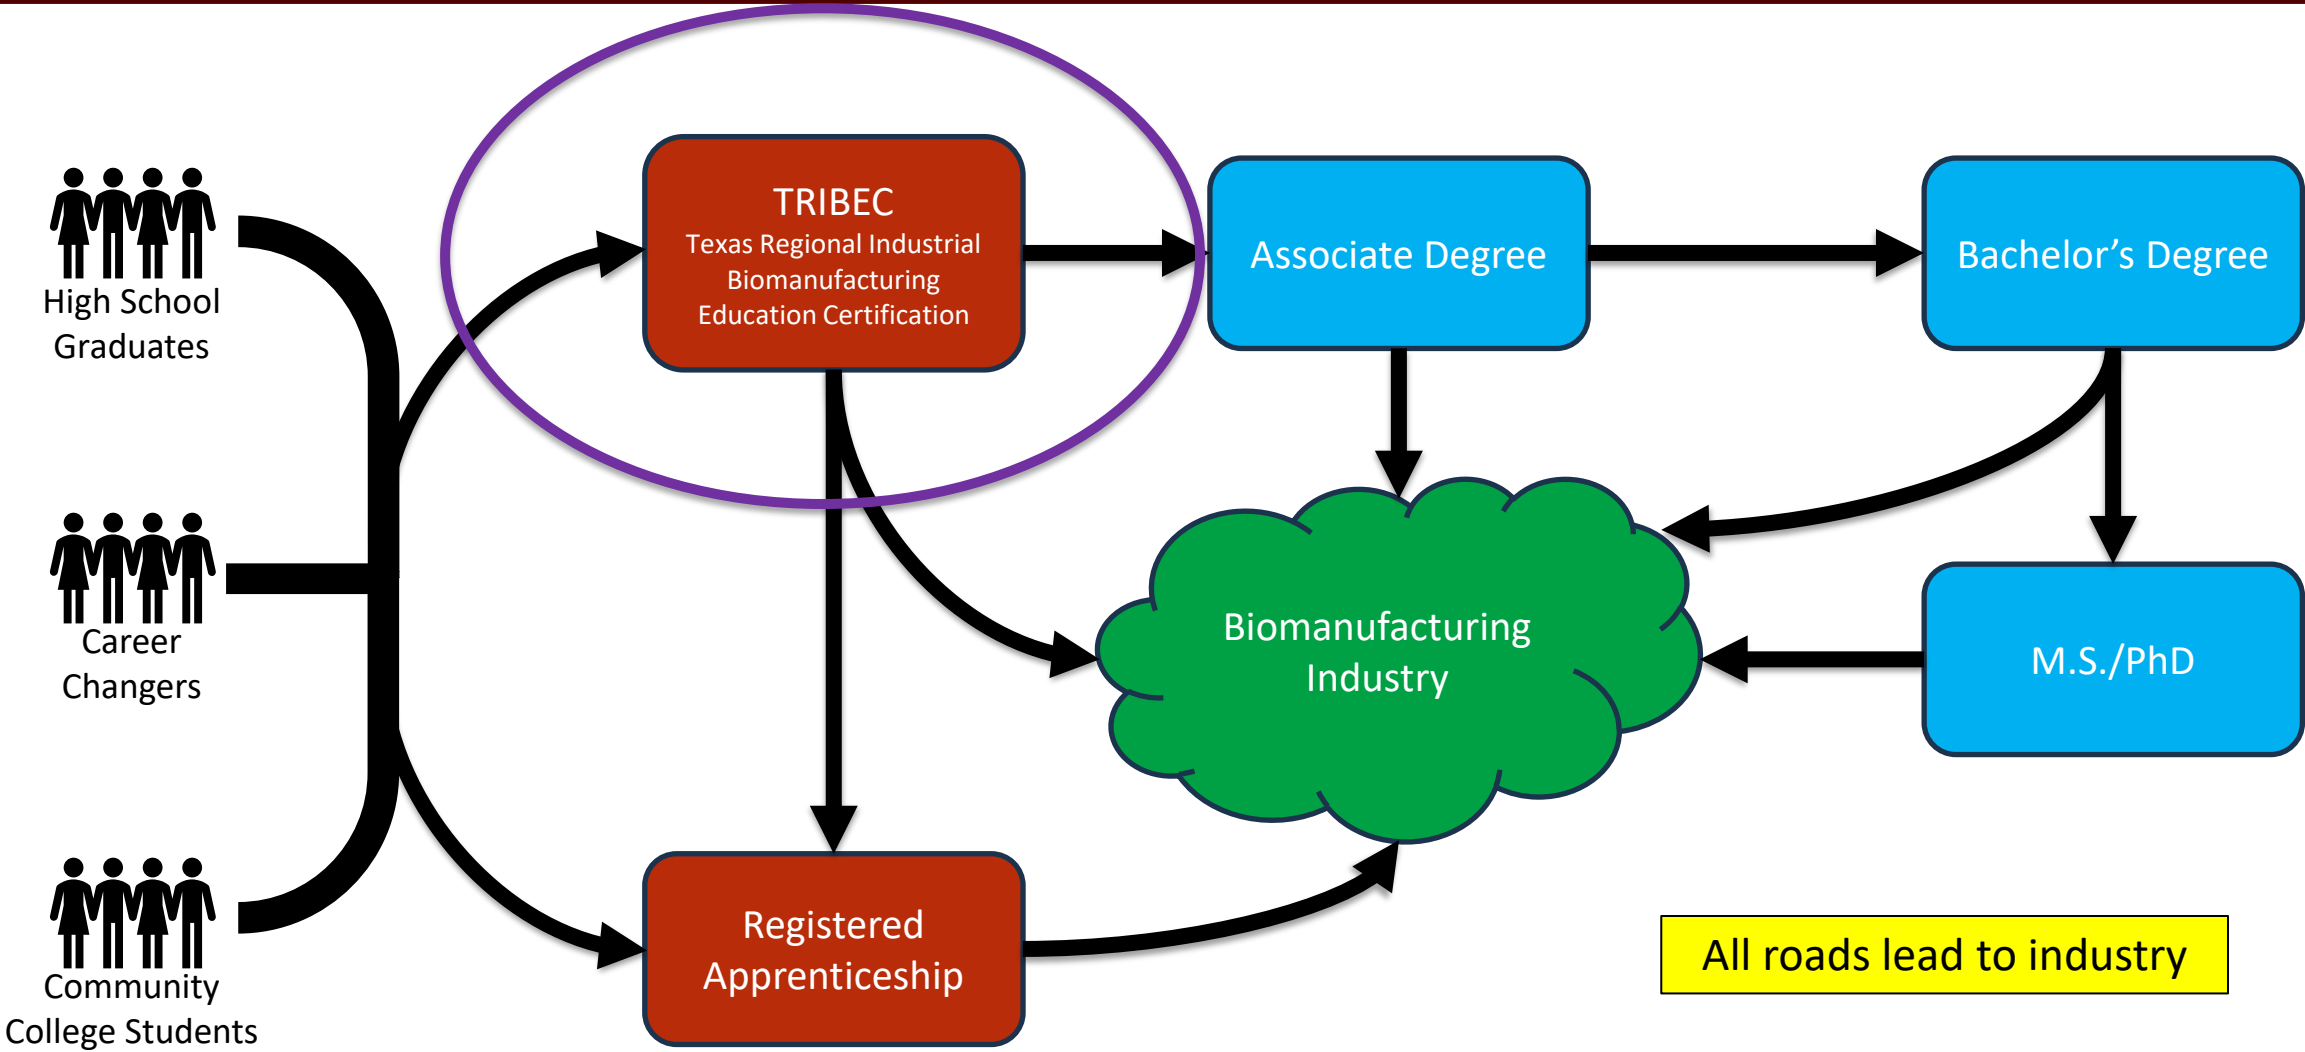 High School
Graduates
Career
Changers
Community
College Students
TRIBEC
Texas Regional Industrial
Biomanufacturing
Education Certification
Associate Degree
Bachelor’s Degree
Biomanufacturing
Industry
M.S./PhD
Registered
Apprenticeship
All roads lead to industry